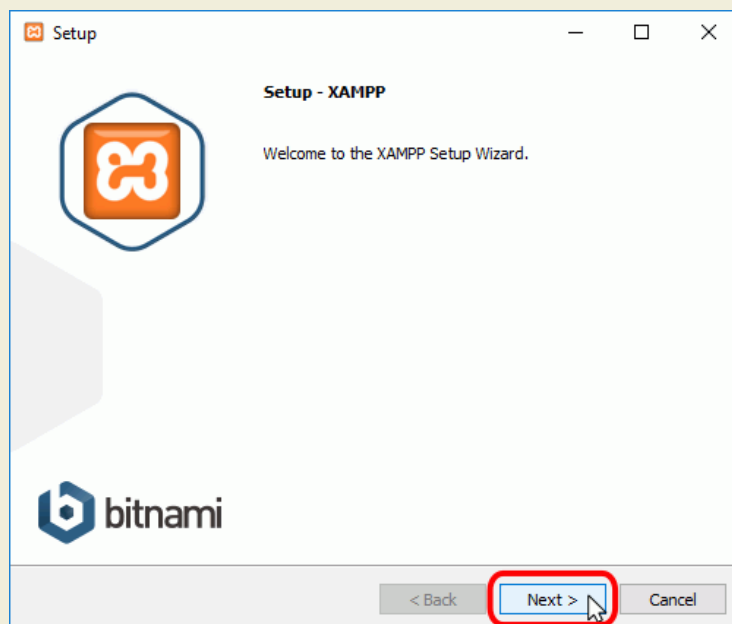 Setup
Setup - XAMPP
Welcome to the XAMPP Setup Wizard.
bitnami
< Back
Next >
Cancel